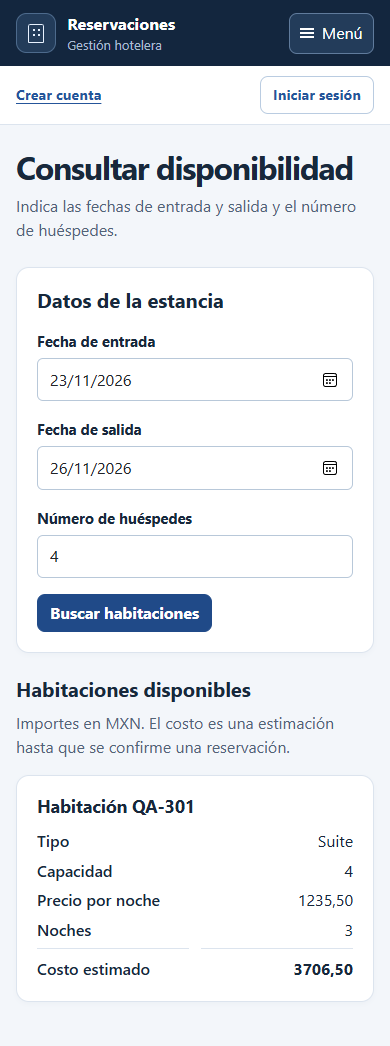 Reservaciones
Gestión hotelera
Menú
Crear cuenta
Iniciar sesión
Consultar disponibilidad
Indica las fechas de entrada y salida y el número
de huéspedes.
Datos de la estancia
Fecha de entrada
23/11/2026
Fecha de salida
26/11/2026
Número de huéspedes
4
Buscar habitaciones
Habitaciones disponibles
Importes en MXN. El costo es una estimación
hasta que se confirme una reservación.
Habitación QA-301
Tipo Suite
Capacidad 4
Precio por noche 1235,50
Noches 3
Costo estimado 3706,50